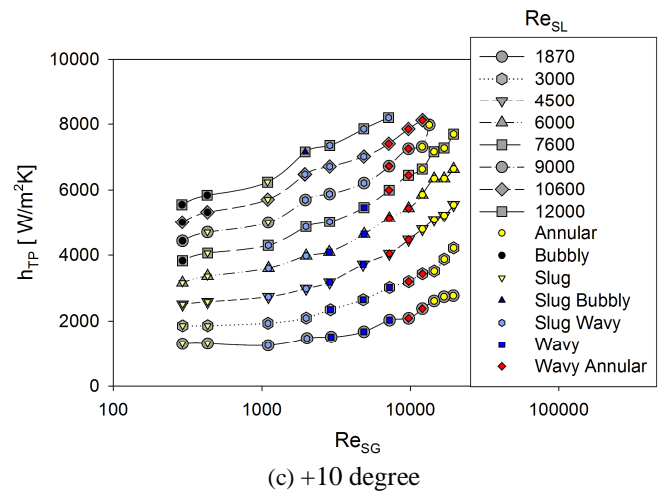 Re_SL
1870
3000
4500
6000
7600
9000
10600
12000
Annular
Bubbly
Slug
Slug Bubbly
Slug Wavy
Wavy
Wavy Annular
10000
8000
6000
4000
2000
0
h_TP [ W/m²K ]
100 1000 10000 100000
Re_SG
(c) +10 degree